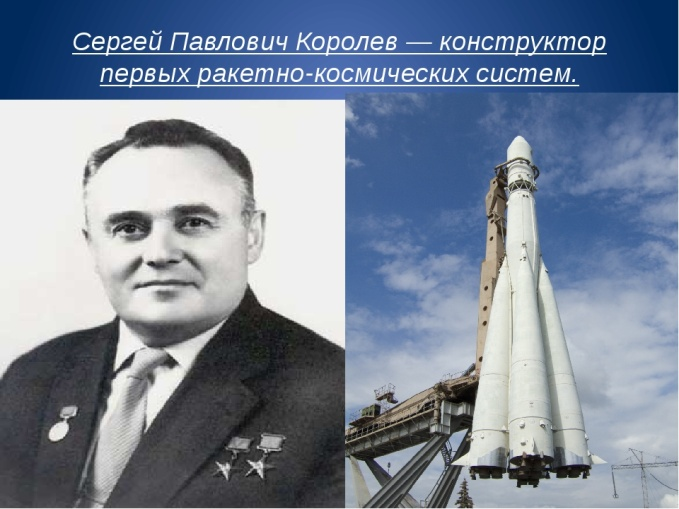 Сергей Павлович Королев — конструктор
первых ракетно-космических систем.